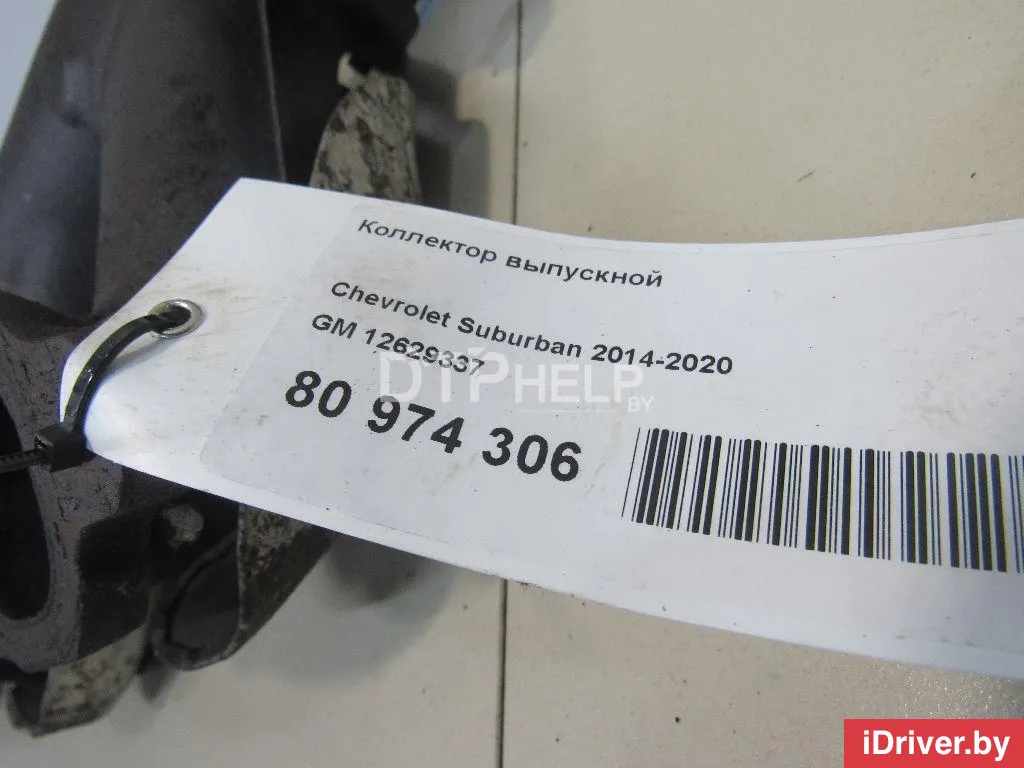 Коллектор выпускной
Chevrolet Suburban 2014-2020
GM 12629337
DTPHELP
.BY
80 974 306
iDriver.by